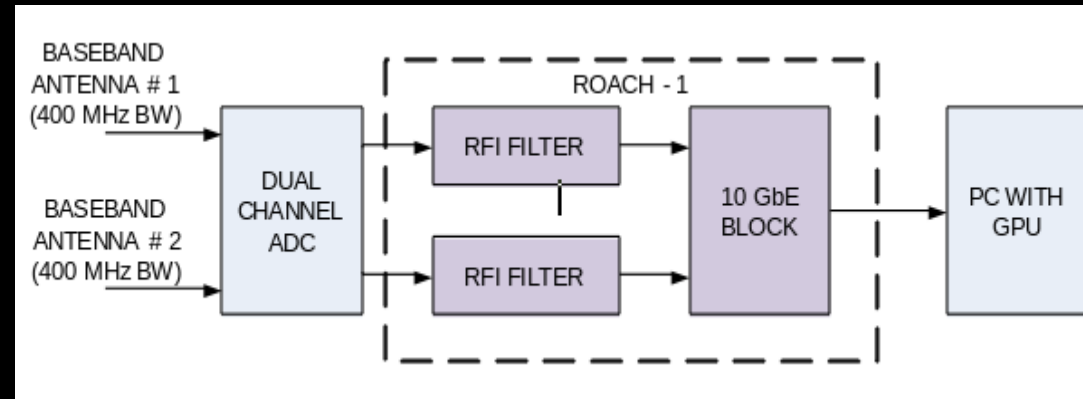 BASEBAND
ANTENNA # 1
(400 MHz BW)
BASEBAND
ANTENNA # 2
(400 MHz BW)
DUAL
CHANNEL
ADC
ROACH - 1
RFI FILTER
RFI FILTER
10 GbE
BLOCK
PC WITH
GPU